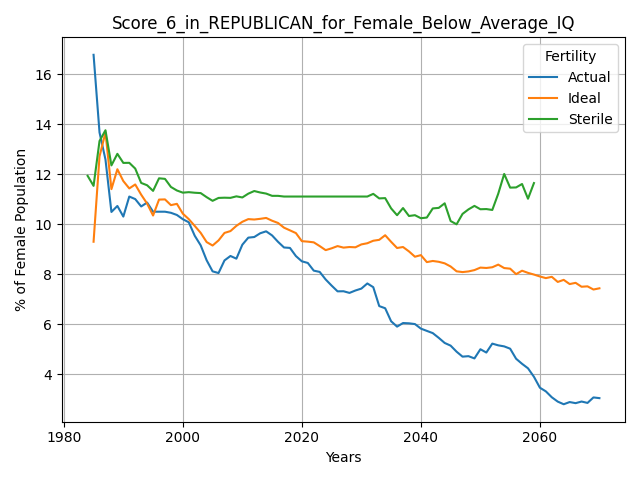 Score_6_in_REPUBLICAN_for_Female_Below_Average_IQ
% of Female Population
16
14
12
10
8
6
4
Fertility
Actual
Ideal
Sterile
1980
2000
2020
2040
2060
Years